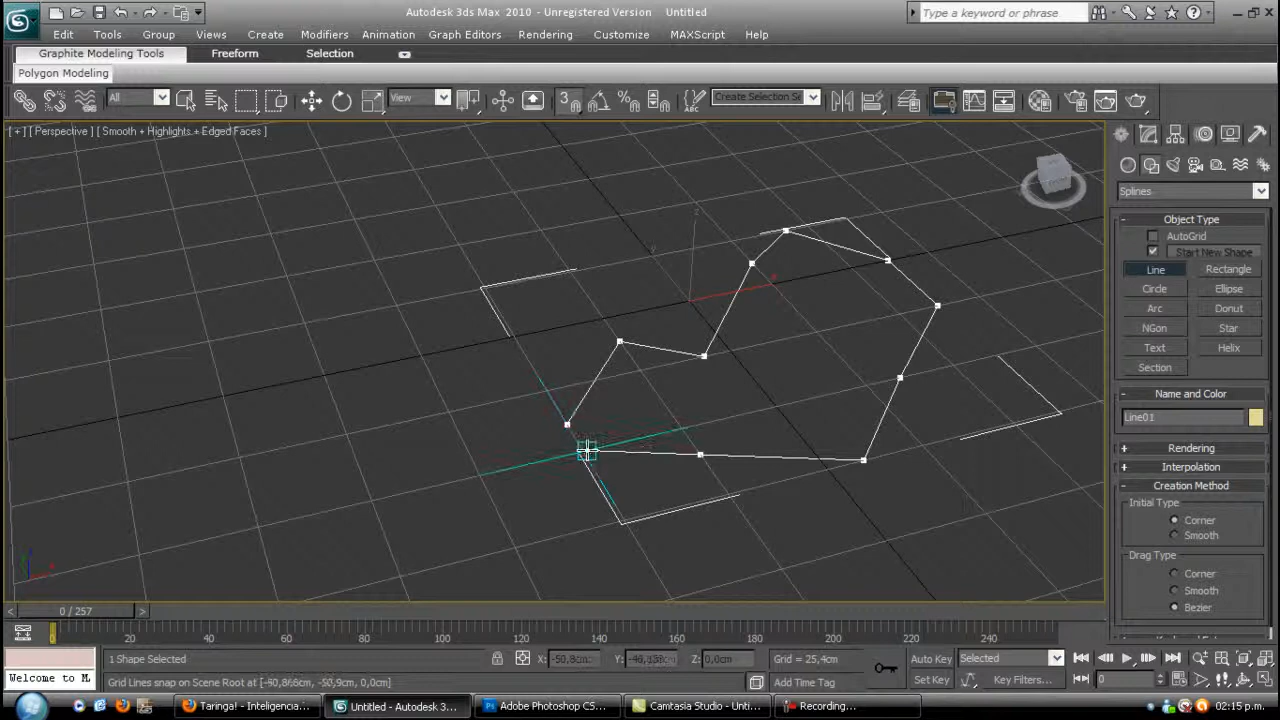 Autodesk 3ds Max 2010 - Unregistered Version Untitled
Type a keyword or phrase
Edit Tools Group Views Create Modifiers Animation Graph Editors Rendering Customize MAXScript Help
Graphite Modeling Tools Freeform Selection
Polygon Modeling
All View 3 Create Selection Se
[ + ] [ Perspective ] [ Smooth + Highlights + Edged Faces ]
Splines
Object Type
AutoGrid
Start New Shape
Line Rectangle
Circle Ellipse
Arc Donut
NGon Star
Text Helix
Section
Name and Color
Line01
Rendering
Interpolation
Creation Method
Initial Type
Corner
Smooth
Drag Type
Corner
Smooth
Bezier
0 / 257
0 20 40 60 80 100 120 140 160 180 200 220 240
1 Shape Selected X: -50,8cm Y: Z: 0,0cm Grid = 25,4cm Auto Key Selected
Welcome to M Grid Lines snap on Scene Root at -50,9cm, 0,0cm] Add Time Tag Set Key Key Filters... 0
Taringa! - Inteligencia... Untitled - Autodesk 3... Adobe Photoshop CS... Camtasia Studio - Unti... Recording... 02:15 p.m.